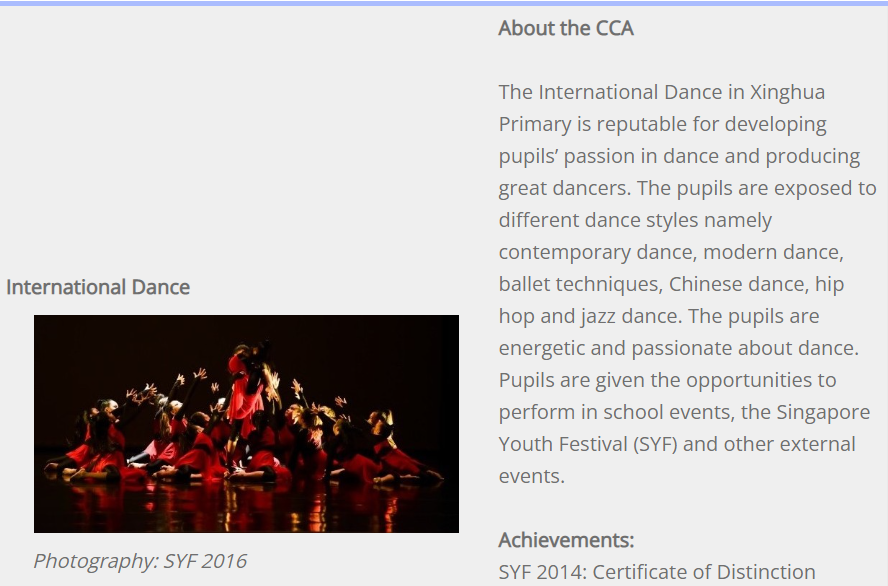 International Dance
Photography: SYF 2016
About the CCA
The International Dance in Xinghua
Primary is reputable for developing
pupils’ passion in dance and producing
great dancers. The pupils are exposed to
different dance styles namely
contemporary dance, modern dance,
ballet techniques, Chinese dance, hip
hop and jazz dance. The pupils are
energetic and passionate about dance.
Pupils are given the opportunities to
perform in school events, the Singapore
Youth Festival (SYF) and other external
events.
Achievements:
SYF 2014: Certificate of Distinction